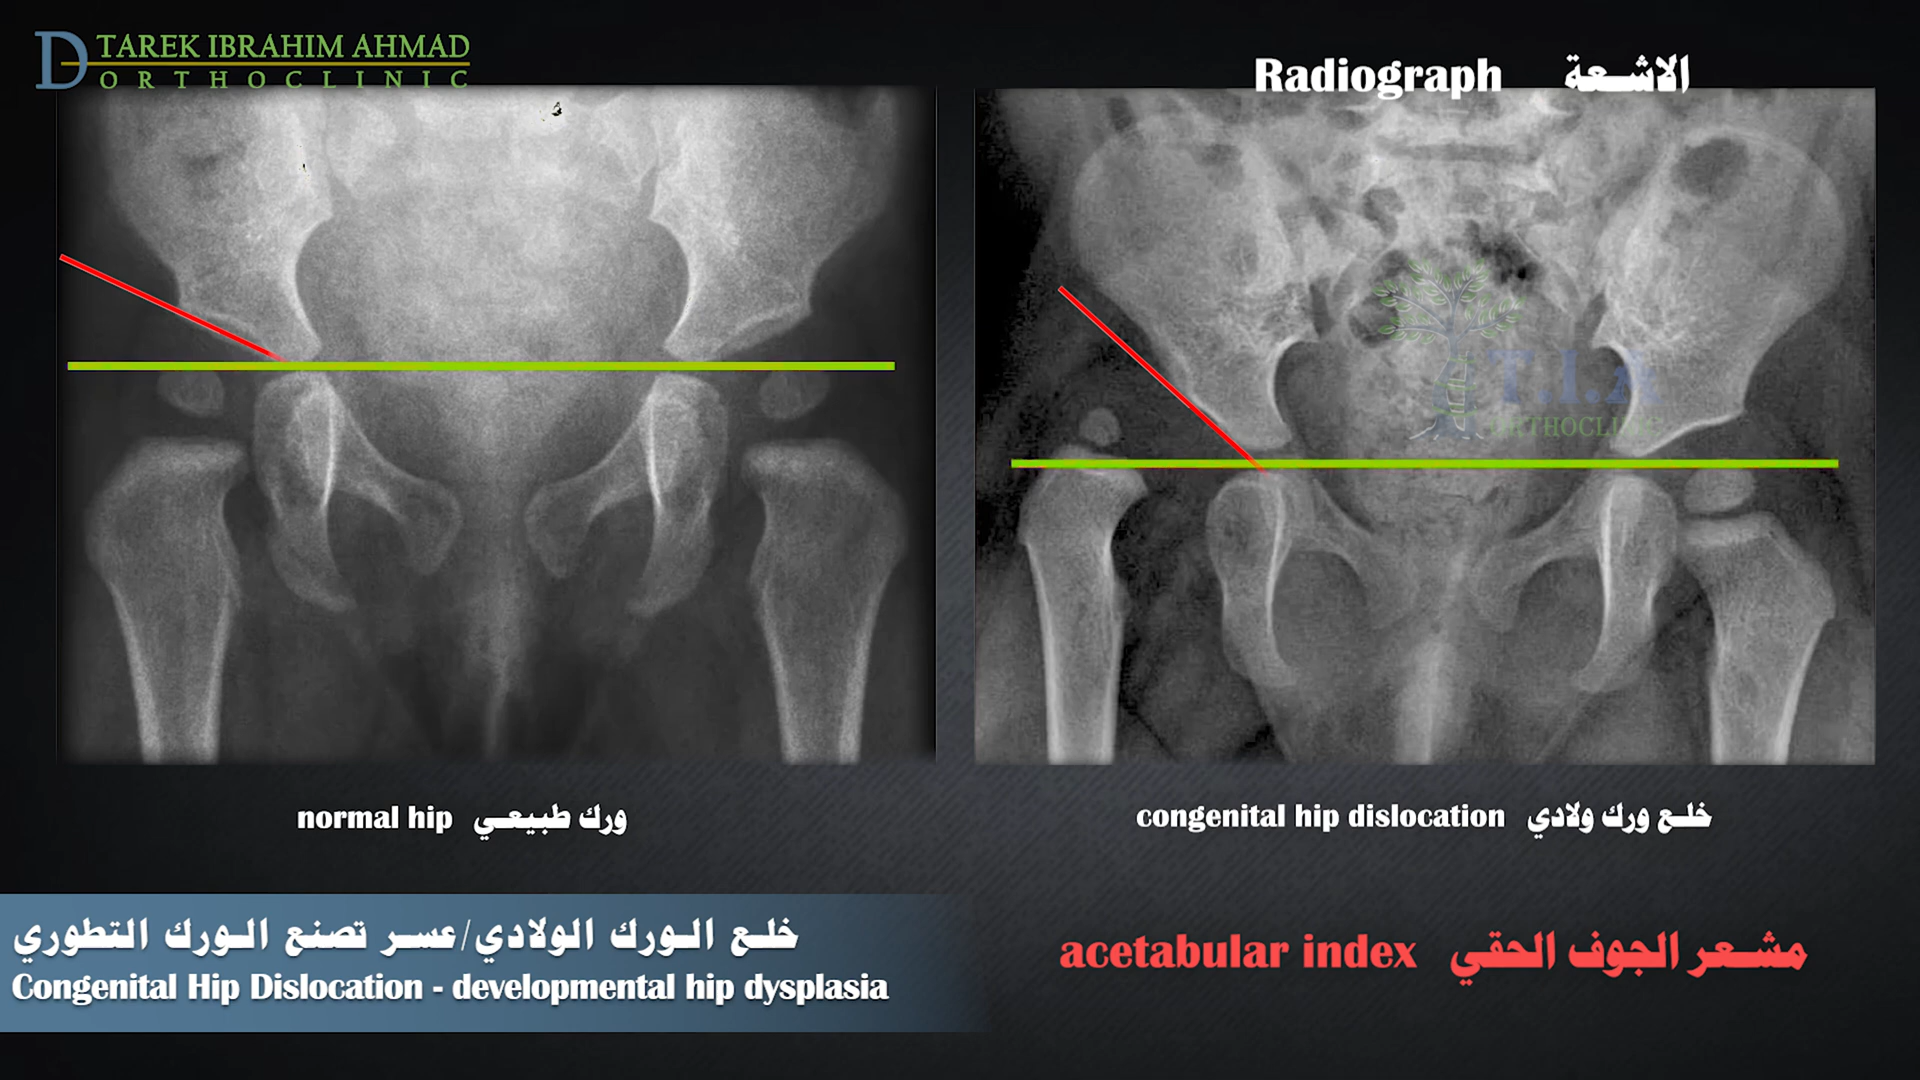 TAREK IBRAHIM AHMAD
ORTHOCLINIC
Radiograph الاشعة
T.I.A
ORTHOCLINIC
normal hip ورك طبيعي
congenital hip dislocation خلع ورك ولادي
خلع الورك الولادي/عسر تصنع الورك التطوري
Congenital Hip Dislocation - developmental hip dysplasia
acetabular index مشعر الجوف الحقي